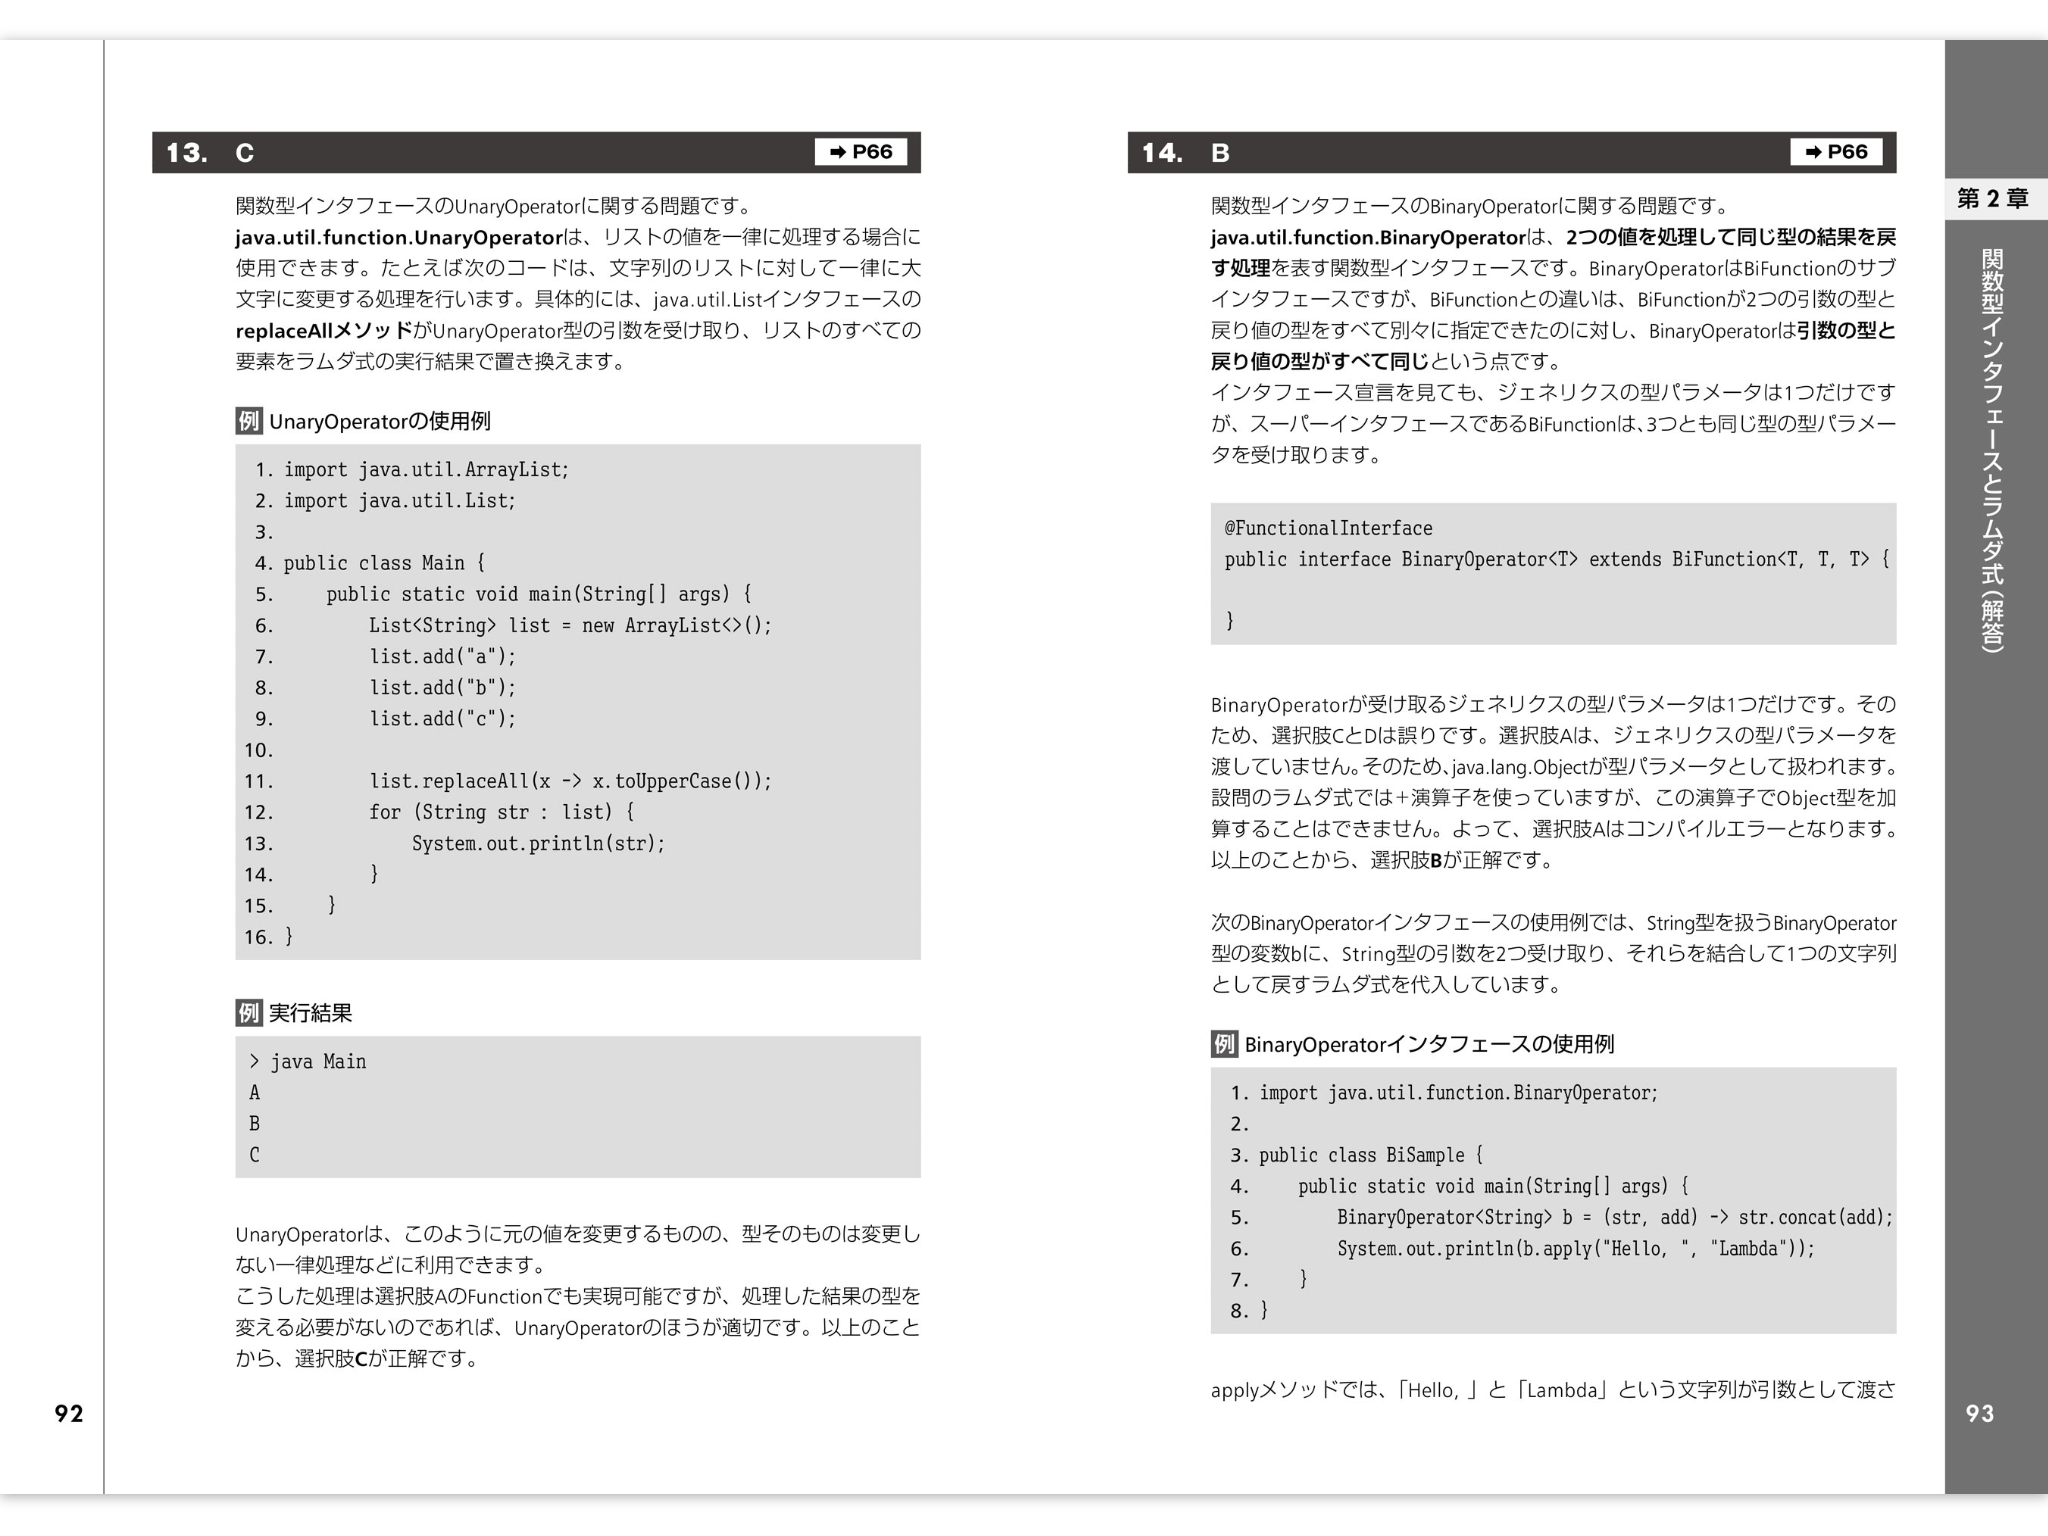 13. C ➡ P66
関数型インタフェースのUnaryOperatorに関する問題です。
java.util.function.UnaryOperatorは、リストの値を一律に処理する場合に
使用できます。たとえば次のコードは、文字列のリストに対して一律に大
文字に変更する処理を行います。具体的には、java.util.Listインタフェースの
replaceAllメソッドがUnaryOperator型の引数を受け取り、リストのすべての
要素をラムダ式の実行結果で置き換えます。
例 UnaryOperatorの使用例
1. import java.util.ArrayList;
2. import java.util.List;
3.
4. public class Main {
5.     public static void main(String[] args) {
6.         List<String> list = new ArrayList<>();
7.         list.add("a");
8.         list.add("b");
9.         list.add("c");
10.
11.         list.replaceAll(x -> x.toUpperCase());
12.         for (String str : list) {
13.             System.out.println(str);
14.         }
15.     }
16. }
例 実行結果
> java Main
A
B
C
UnaryOperatorは、このように元の値を変更するものの、型そのものは変更し
ない一律処理などに利用できます。
こうした処理は選択肢AのFunctionでも実現可能ですが、処理した結果の型を
変える必要がないのであれば、UnaryOperatorのほうが適切です。以上のこと
から、選択肢Cが正解です。
92
14. B ➡ P66
関数型インタフェースのBinaryOperatorに関する問題です。
java.util.function.BinaryOperatorは、2つの値を処理して同じ型の結果を戻
す処理を表す関数型インタフェースです。BinaryOperatorはBiFunctionのサブ
インタフェースですが、BiFunctionとの違いは、BiFunctionが2つの引数の型と
戻り値の型をすべて別々に指定できたのに対し、BinaryOperatorは引数の型と
戻り値の型がすべて同じという点です。
インタフェース宣言を見ても、ジェネリクスの型パラメータは1つだけです
が、スーパーインタフェースであるBiFunctionは、3つとも同じ型の型パラメー
タを受け取ります。
@FunctionalInterface
public interface BinaryOperator<T> extends BiFunction<T, T, T> {
}
BinaryOperatorが受け取るジェネリクスの型パラメータは1つだけです。その
ため、選択肢CとDは誤りです。選択肢Aは、ジェネリクスの型パラメータを
渡していません。そのため、java.lang.Objectが型パラメータとして扱われます。
設問のラムダ式では＋演算子を使っていますが、この演算子でObject型を加
算することはできません。よって、選択肢Aはコンパイルエラーとなります。
以上のことから、選択肢Bが正解です。
次のBinaryOperatorインタフェースの使用例では、String型を扱うBinaryOperator
型の変数bに、String型の引数を2つ受け取り、それらを結合して1つの文字列
として戻すラムダ式を代入しています。
例 BinaryOperatorインタフェースの使用例
1. import java.util.function.BinaryOperator;
2.
3. public class BiSample {
4.     public static void main(String[] args) {
5.         BinaryOperator<String> b = (str, add) -> str.concat(add);
6.         System.out.println(b.apply("Hello, ", "Lambda"));
7.     }
8. }
applyメソッドでは、「Hello, 」と「Lambda」という文字列が引数として渡さ
第2章
関数型インタフェースとラムダ式(解答)
93